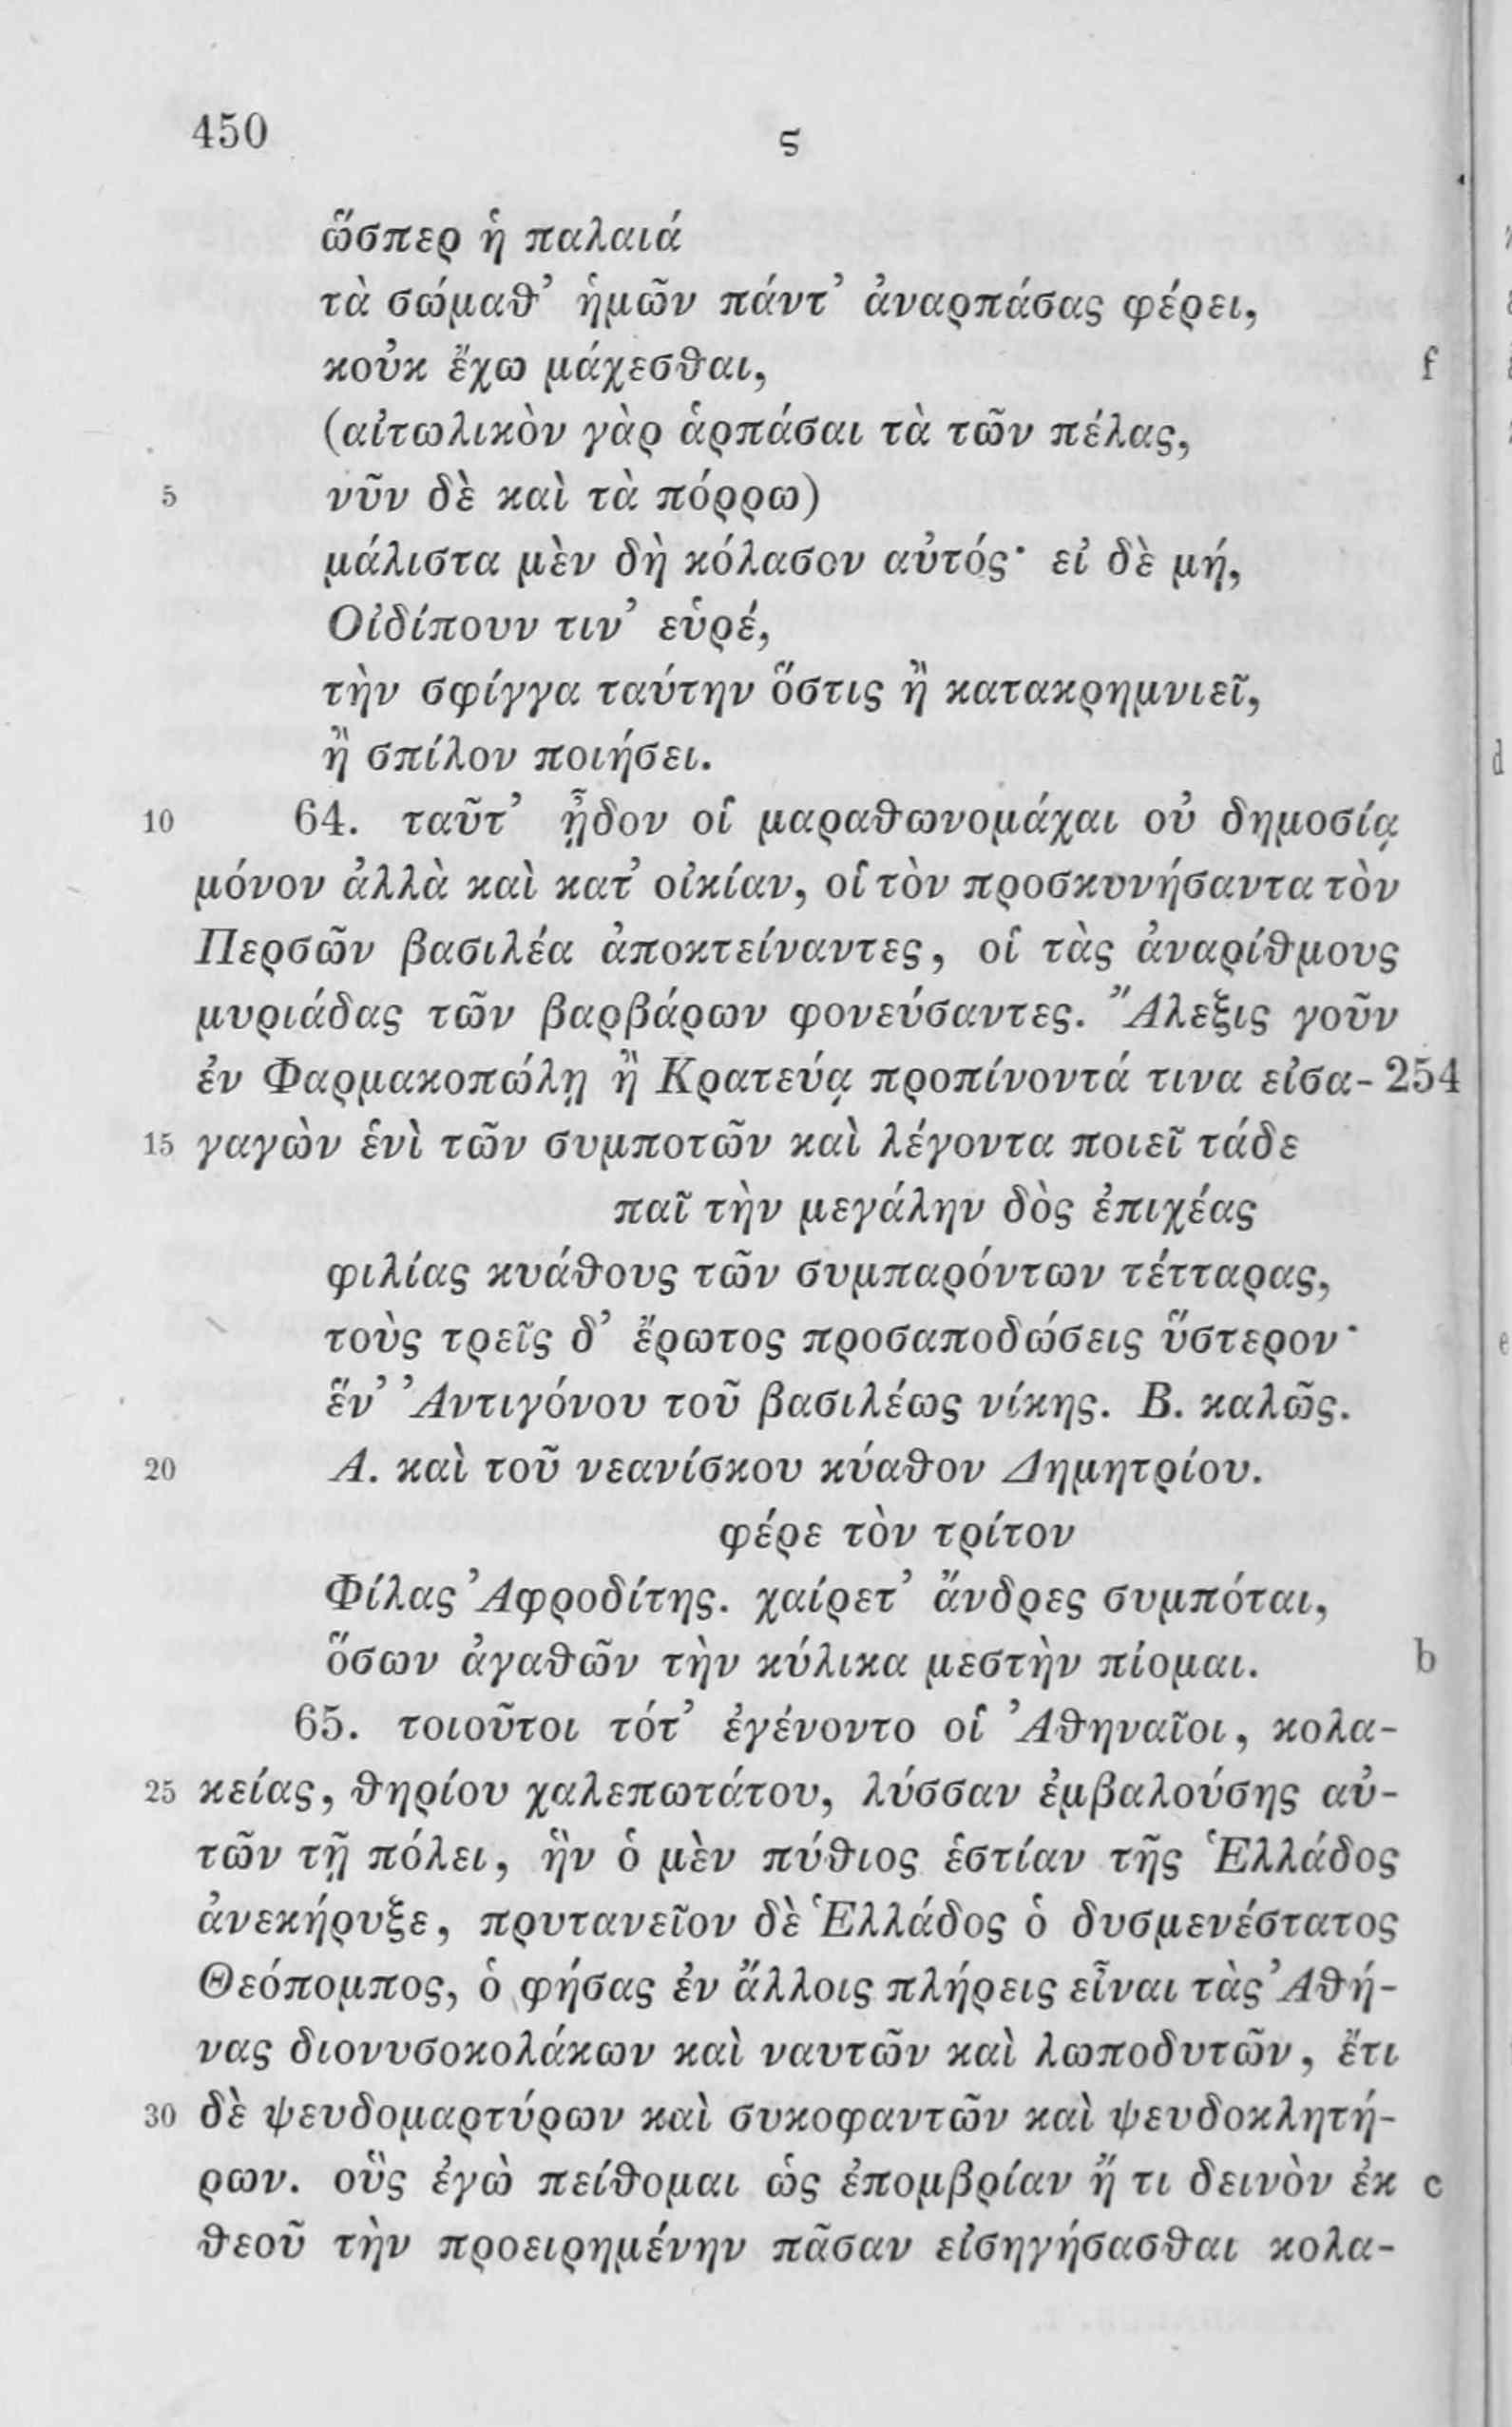 450 ϛ
ὥσπερ ἡ παλαιά
τὰ σώμαθ’ ἡμῶν πάντ’ ἀναρπάσας φέρει,
κοὐκ ἔχω μάχεσθαι, f
(αἰτωλικὸν γὰρ ἁρπάσαι τὰ τῶν πέλας,
5 νῦν δὲ καὶ τὰ πόρρω)
μάλιστα μὲν δὴ κόλασον αὐτός· εἰ δὲ μή,
Οἰδίπουν τιν’ εὑρέ,
τὴν σφίγγα ταύτην ὅστις ἢ κατακρημνιεῖ,
ἢ σπίλον ποιήσει.
10 64. ταῦτ’ ᾖδον οἱ μαραθωνομάχαι οὐ δημοσίᾳ
μόνον ἀλλὰ καὶ κατ’ οἰκίαν, οἱ τὸν προσκυνήσαντα τὸν
Περσῶν βασιλέα ἀποκτείναντες, οἱ τὰς ἀναρίθμους
μυριάδας τῶν βαρβάρων φονεύσαντες. Ἄλεξις γοῦν
ἐν Φαρμακοπώλῃ ἢ Κρατεύᾳ προπίνοντά τινα εἰσα- 254
15 γαγὼν ἑνὶ τῶν συμποτῶν καὶ λέγοντα ποιεῖ τάδε
παῖ τὴν μεγάλην δὸς ἐπιχέας
φιλίας κυάθους τῶν συμπαρόντων τέτταρας,
τοὺς τρεῖς δ’ ἔρωτος προσαποδώσεις ὕστερον·
ἕν’ Ἀντιγόνου τοῦ βασιλέως νίκης. Β. καλῶς.
20 Α. καὶ τοῦ νεανίσκου κύαθον Δημητρίου.
φέρε τὸν τρίτον
Φίλας Ἀφροδίτης. χαίρετ’ ἄνδρες συμπόται,
ὅσων ἀγαθῶν τὴν κύλικα μεστὴν πίομαι. b
65. τοιοῦτοι τότ’ ἐγένοντο οἱ Ἀθηναῖοι, κολα-
25 κείας, θηρίου χαλεπωτάτου, λύσσαν ἐμβαλούσης αὐ-
τῶν τῇ πόλει, ἣν ὁ μὲν πύθιος ἑστίαν τῆς Ἑλλάδος
ἀνεκήρυξε, πρυτανεῖον δὲ Ἑλλάδος ὁ δυσμενέστατος
Θεόπομπος, ὁ φήσας ἐν ἄλλοις πλήρεις εἶναι τὰς Ἀθή-
νας διονυσοκολάκων καὶ ναυτῶν καὶ λωποδυτῶν, ἔτι
30 δὲ ψευδομαρτύρων καὶ συκοφαντῶν καὶ ψευδοκλητή-
ρων. οὓς ἐγὼ πείθομαι ὡς ἐπομβρίαν ἤ τι δεινὸν ἐκ c
θεοῦ τὴν προειρημένην πᾶσαν εἰσηγήσασθαι κολα-